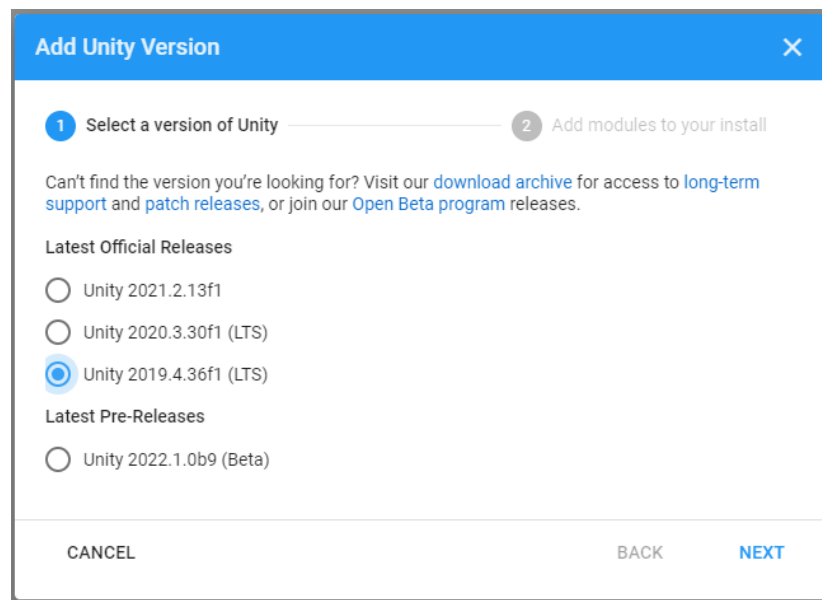 Add Unity Version
1 Select a version of Unity 2 Add modules to your install
Can't find the version you're looking for? Visit our download archive for access to long-term
support and patch releases, or join our Open Beta program releases.
Latest Official Releases
Unity 2021.2.13f1
Unity 2020.3.30f1 (LTS)
Unity 2019.4.36f1 (LTS)
Latest Pre-Releases
Unity 2022.1.0b9 (Beta)
CANCEL BACK NEXT